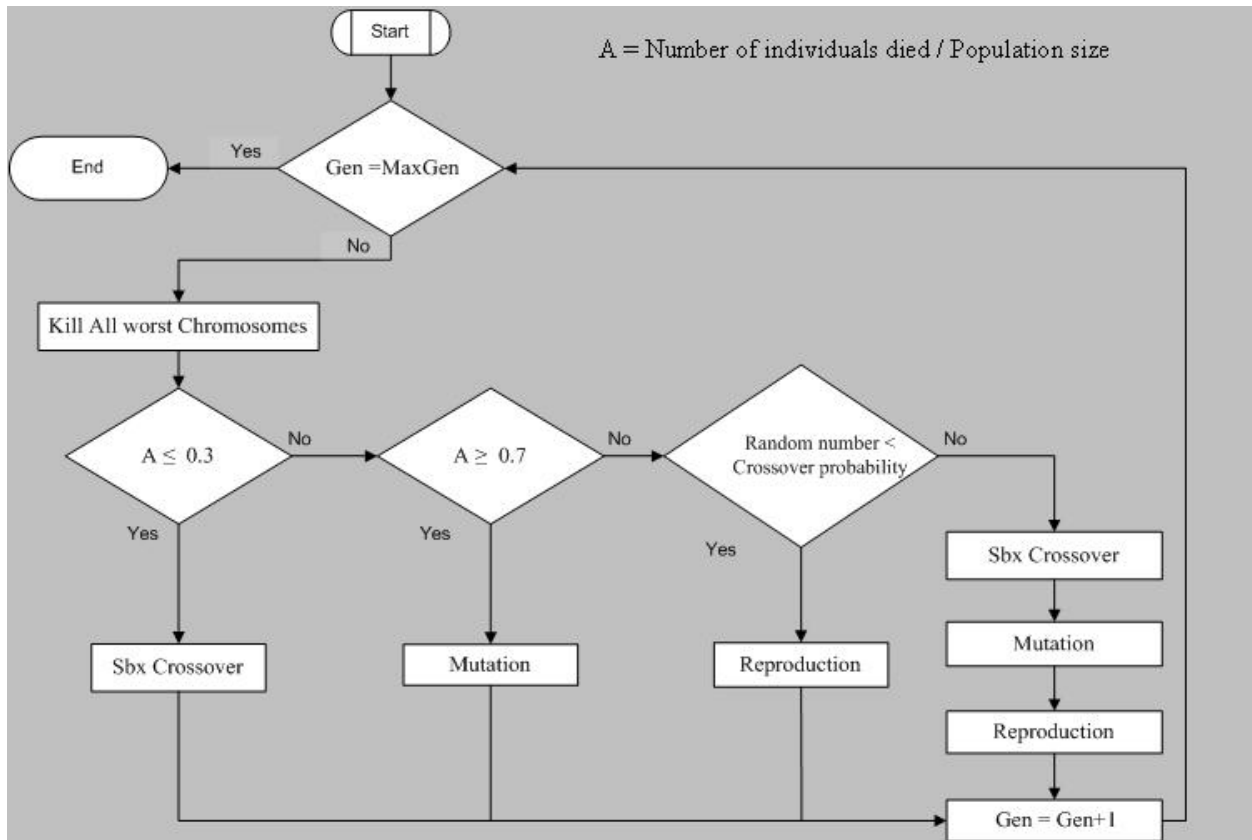 Start
A = Number of individuals died / Population size
Gen =MaxGen
Yes
End
No
Kill All worst Chromosomes
A ≤ 0.3
No
A ≥ 0.7
No
Random number <
Crossover probability
No
Yes
Yes
Yes
Sbx Crossover
Mutation
Reproduction
Sbx Crossover
Mutation
Reproduction
Gen = Gen+1